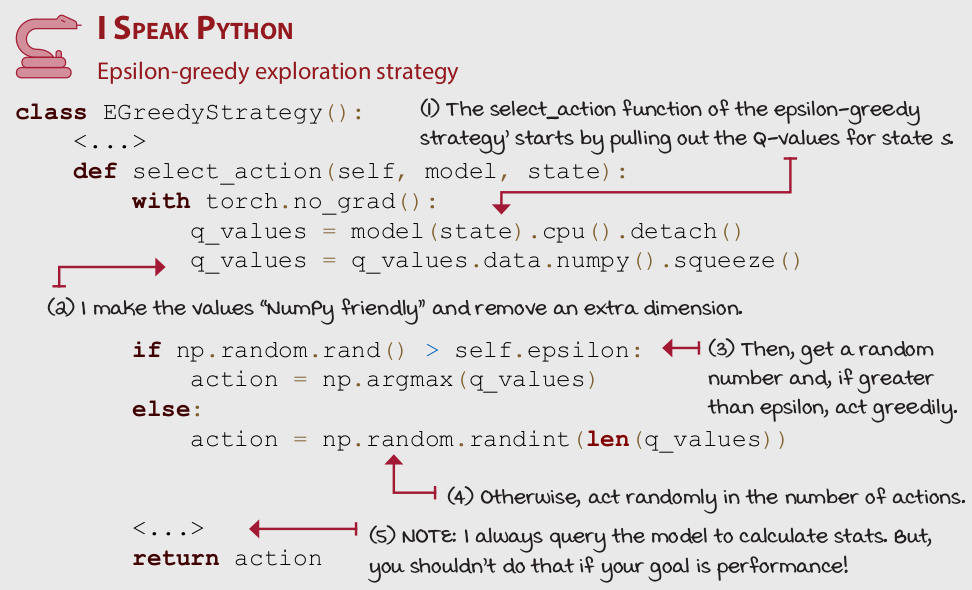 I Speak Python
Epsilon-greedy exploration strategy
class EGreedyStrategy():
(1) The select_action function of the epsilon-greedy
strategy' starts by pulling out the Q-values for state s.
<...>
def select_action(self, model, state):
with torch.no_grad():
q_values = model(state).cpu().detach()
q_values = q_values.data.numpy().squeeze()
(2) I make the values "NumPy friendly" and remove an extra dimension.
if np.random.rand() > self.epsilon:
action = np.argmax(q_values)
(3) Then, get a random
number and, if greater
than epsilon, act greedily.
else:
action = np.random.randint(len(q_values))
(4) Otherwise, act randomly in the number of actions.
<...>
return action
(5) NOTE: I always query the model to calculate stats. But,
you shouldn't do that if your goal is performance!